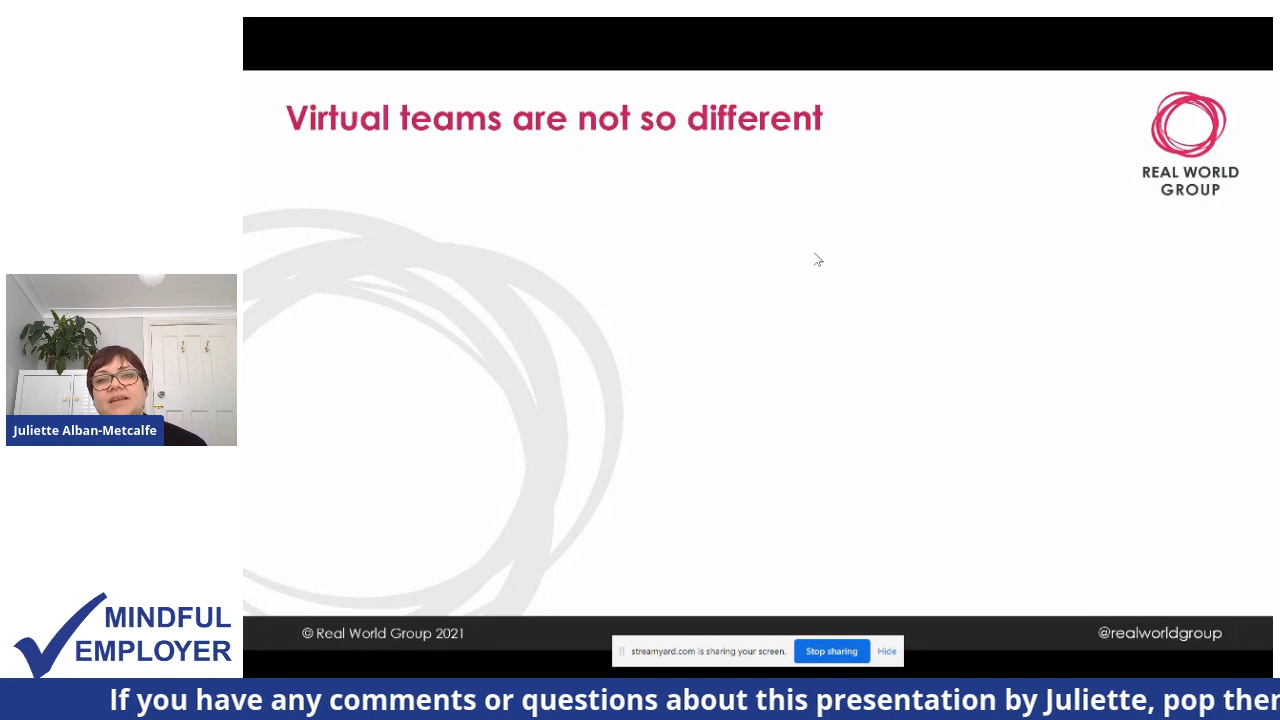 Virtual teams are not so different
REAL WORLD
GROUP
Juliette Alban-Metcalfe
MINDFUL
EMPLOYER
© Real World Group 2021
@realworldgroup
streamyard.com is sharing your screen.
Stop sharing
Hide
If you have any comments or questions about this presentation by Juliette, pop